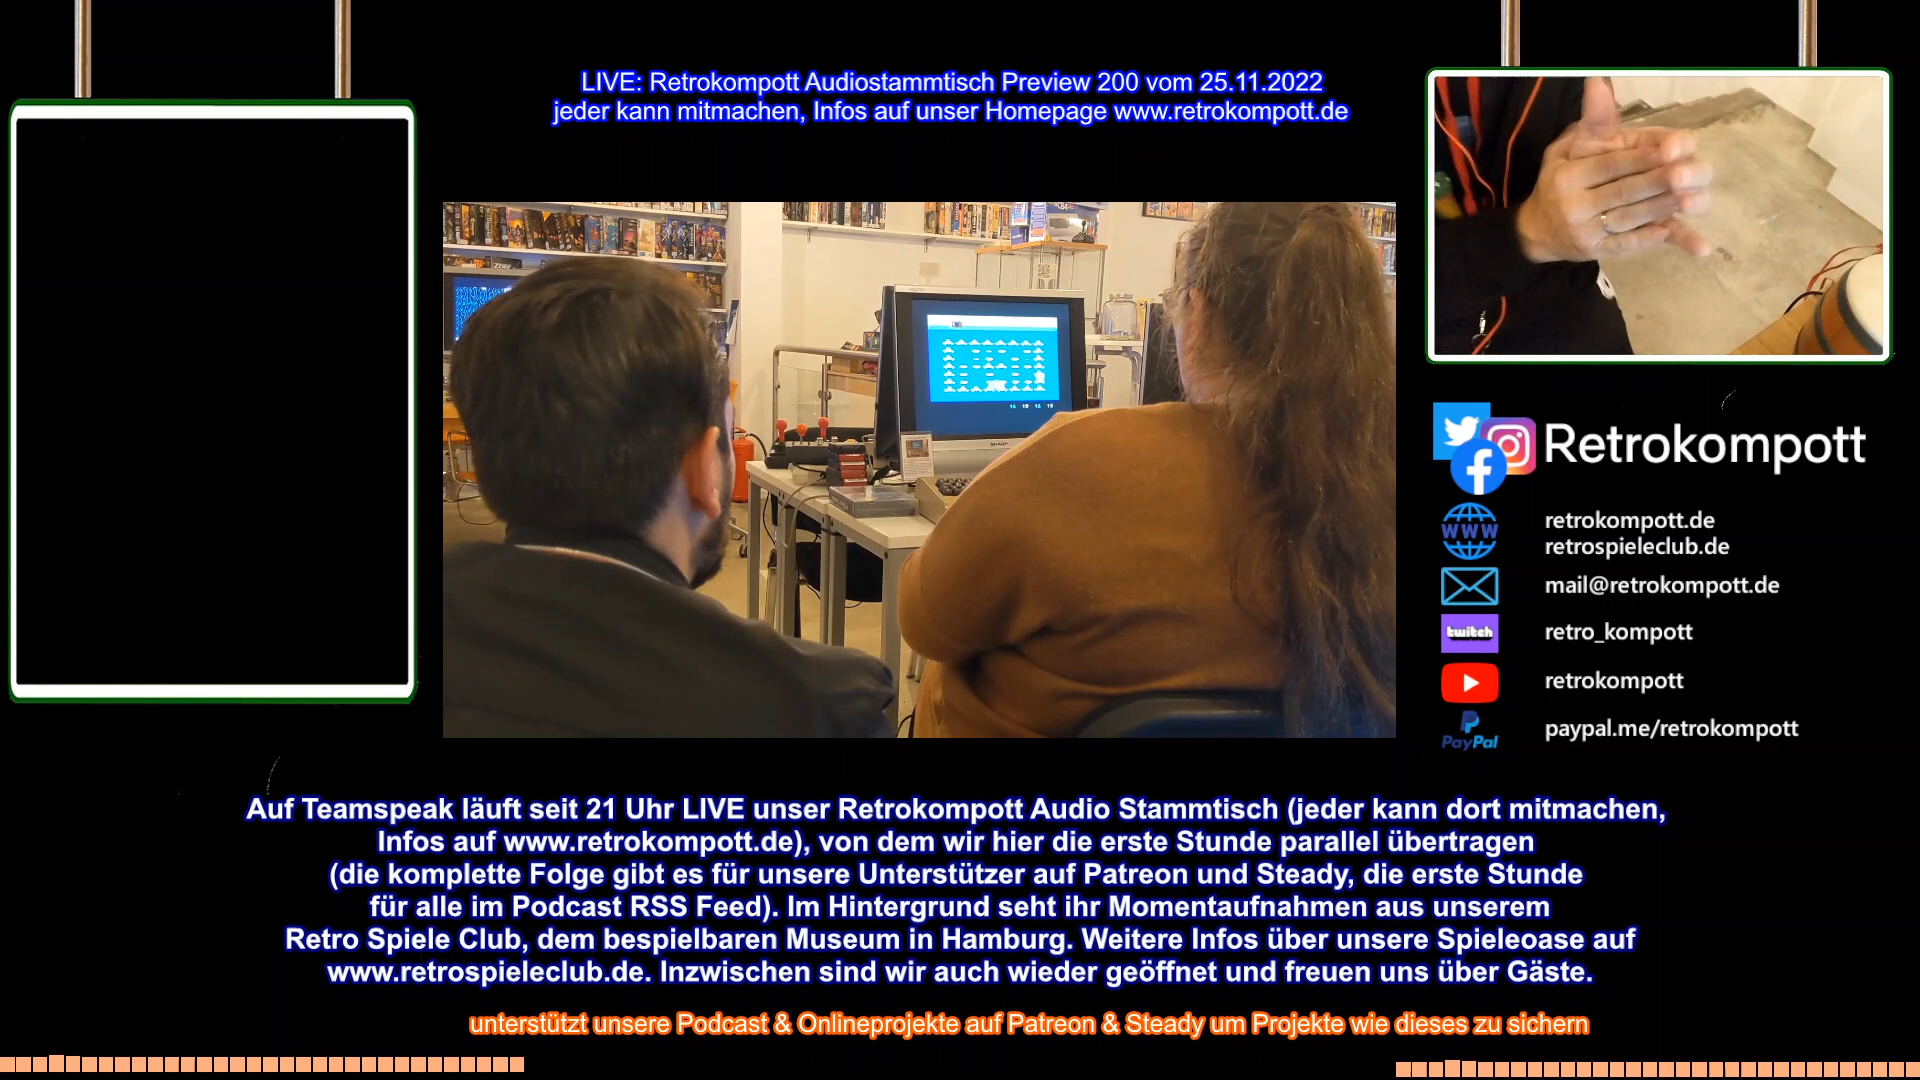 LIVE: Retrokompott Audiostammtisch Preview 200 vom 25.11.2022
jeder kann mitmachen, Infos auf unser Homepage www.retrokompott.de
SHARP
Retrokompott
www
retrokompott.de
retrospieleclub.de
mail@retrokompott.de
twitch
retro_kompott
retrokompott
PayPal
paypal.me/retrokompott
Auf Teamspeak läuft seit 21 Uhr LIVE unser Retrokompott Audio Stammtisch (jeder kann dort mitmachen,
Infos auf www.retrokompott.de), von dem wir hier die erste Stunde parallel übertragen
(die komplette Folge gibt es für unsere Unterstützer auf Patreon und Steady, die erste Stunde
für alle im Podcast RSS Feed). Im Hintergrund seht ihr Momentaufnahmen aus unserem
Retro Spiele Club, dem bespielbaren Museum in Hamburg. Weitere Infos über unsere Spieleoase auf
www.retrospieleclub.de. Inzwischen sind wir auch wieder geöffnet und freuen uns über Gäste.
unterstützt unsere Podcast & Onlineprojekte auf Patreon & Steady um Projekte wie dieses zu sichern